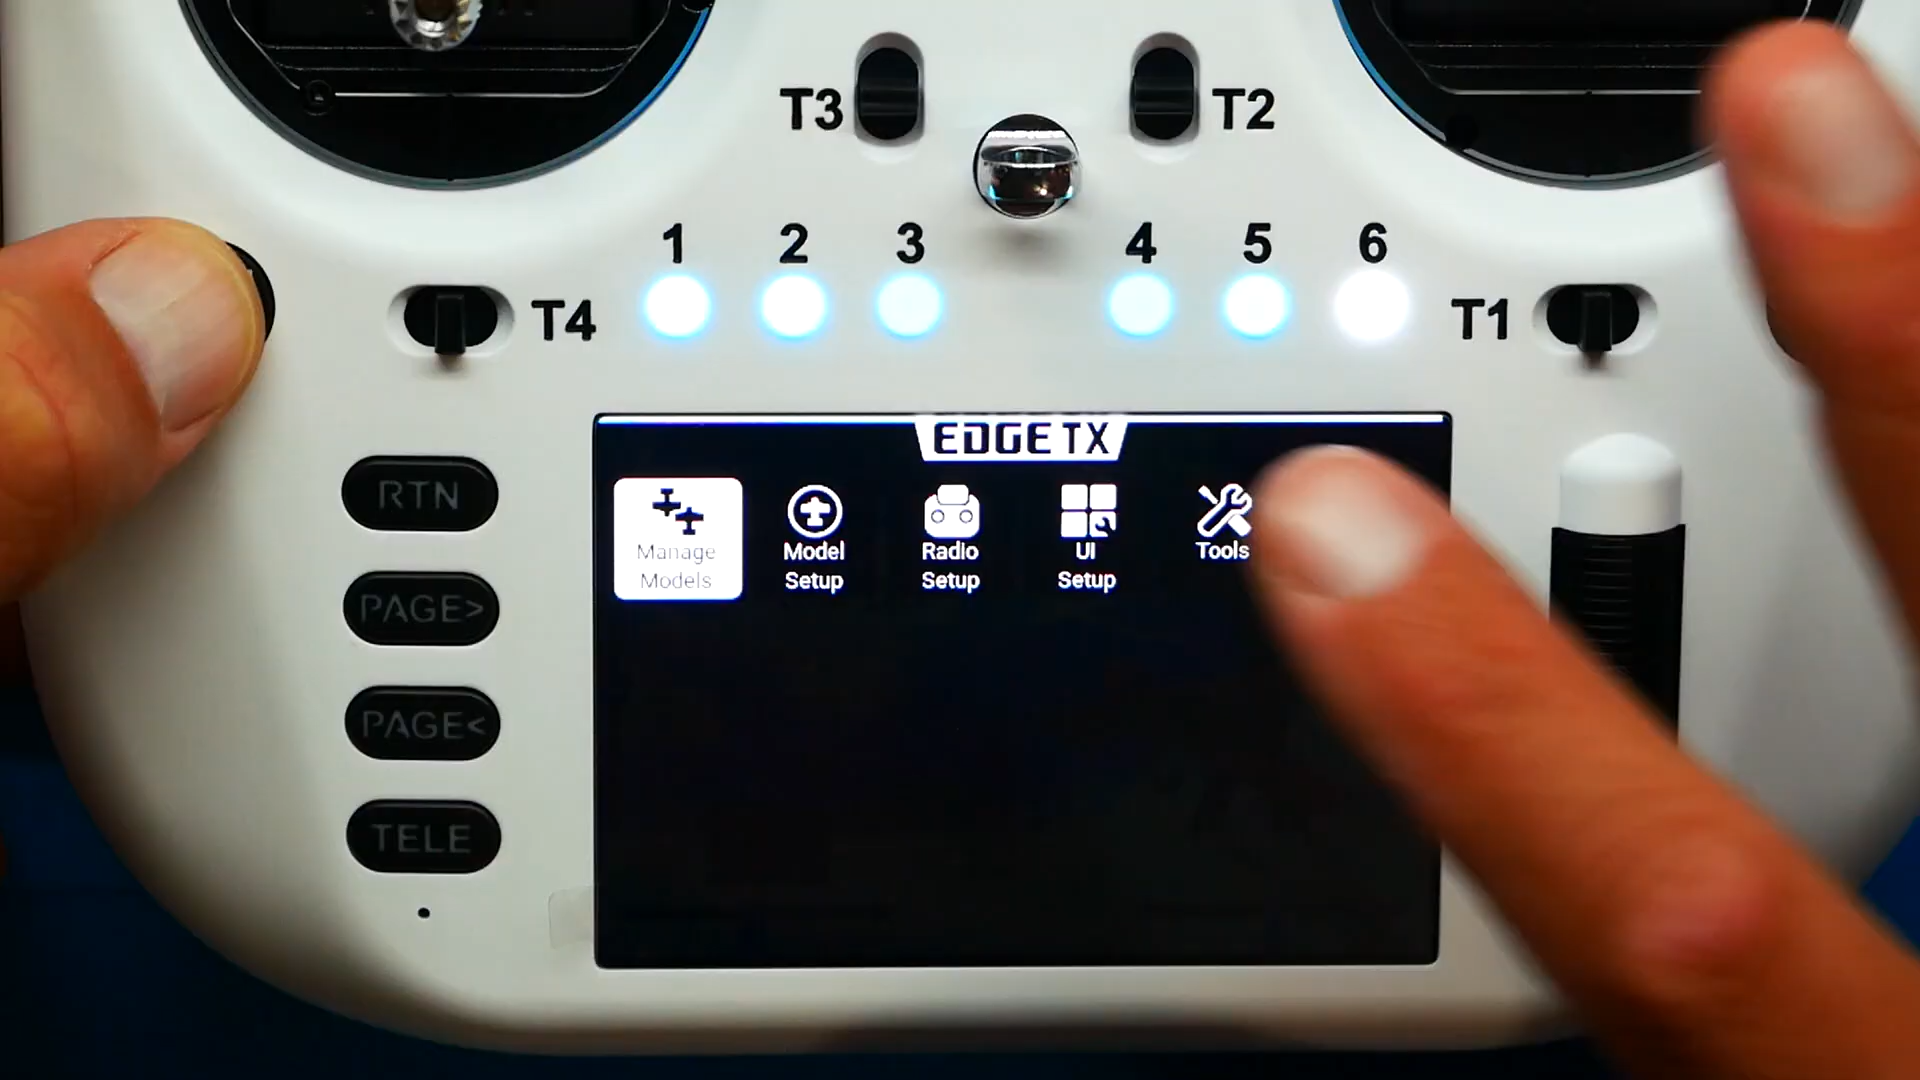 T3
T2
1
2
3
4
5
6
T4
T1
EDGETX
RTN
Manage
Models
Model
Setup
Radio
Setup
UI
Setup
Tools
PAGE>
PAGE<
TELE